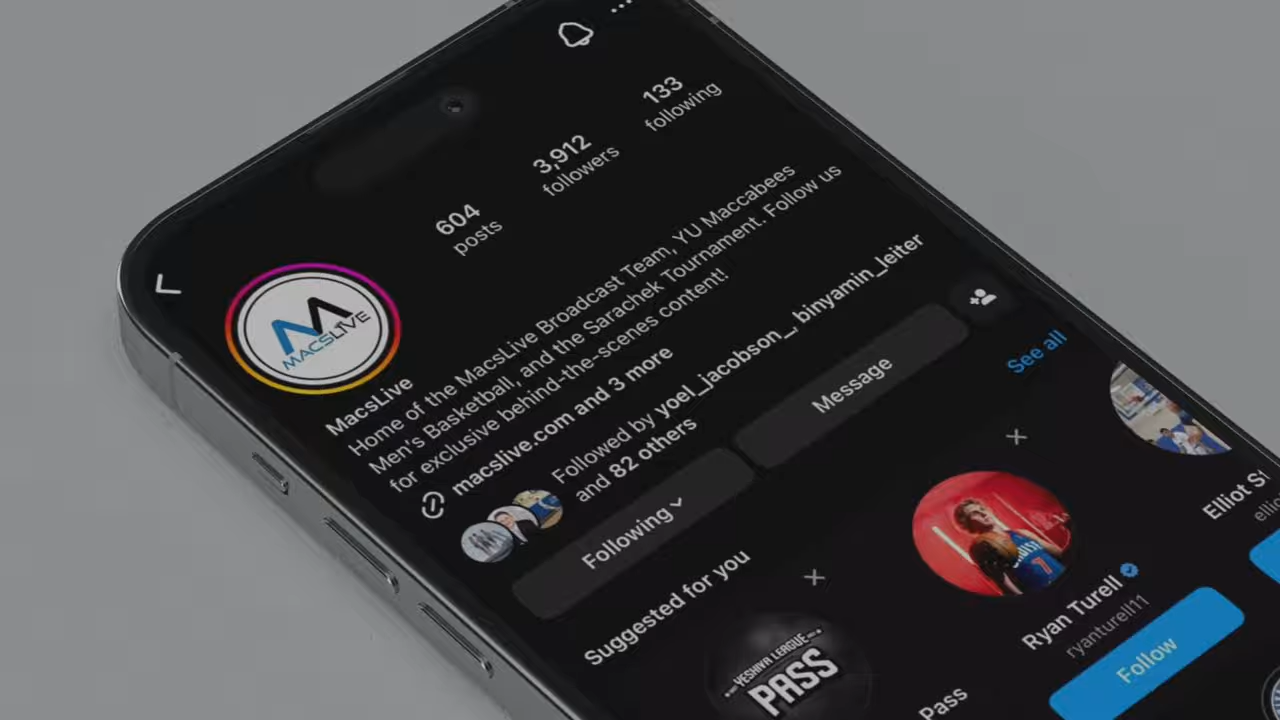 604
posts
3,912
followers
133
following
MACSLIVE
MacsLive
Home of the MacsLive Broadcast Team, YU Maccabees
Men's Basketball, and the Sarachek Tournament. Follow us
for exclusive behind-the-scenes content!
macslive.com and 3 more
Followed by yoel_jacobson_, binyamin_leiter
and 82 others
Following
Message
Suggested for you
See all
YESHIVA LEAGUE
PASS
Pass
7
Ryan Turell
ryanturell11
Follow
Elliot